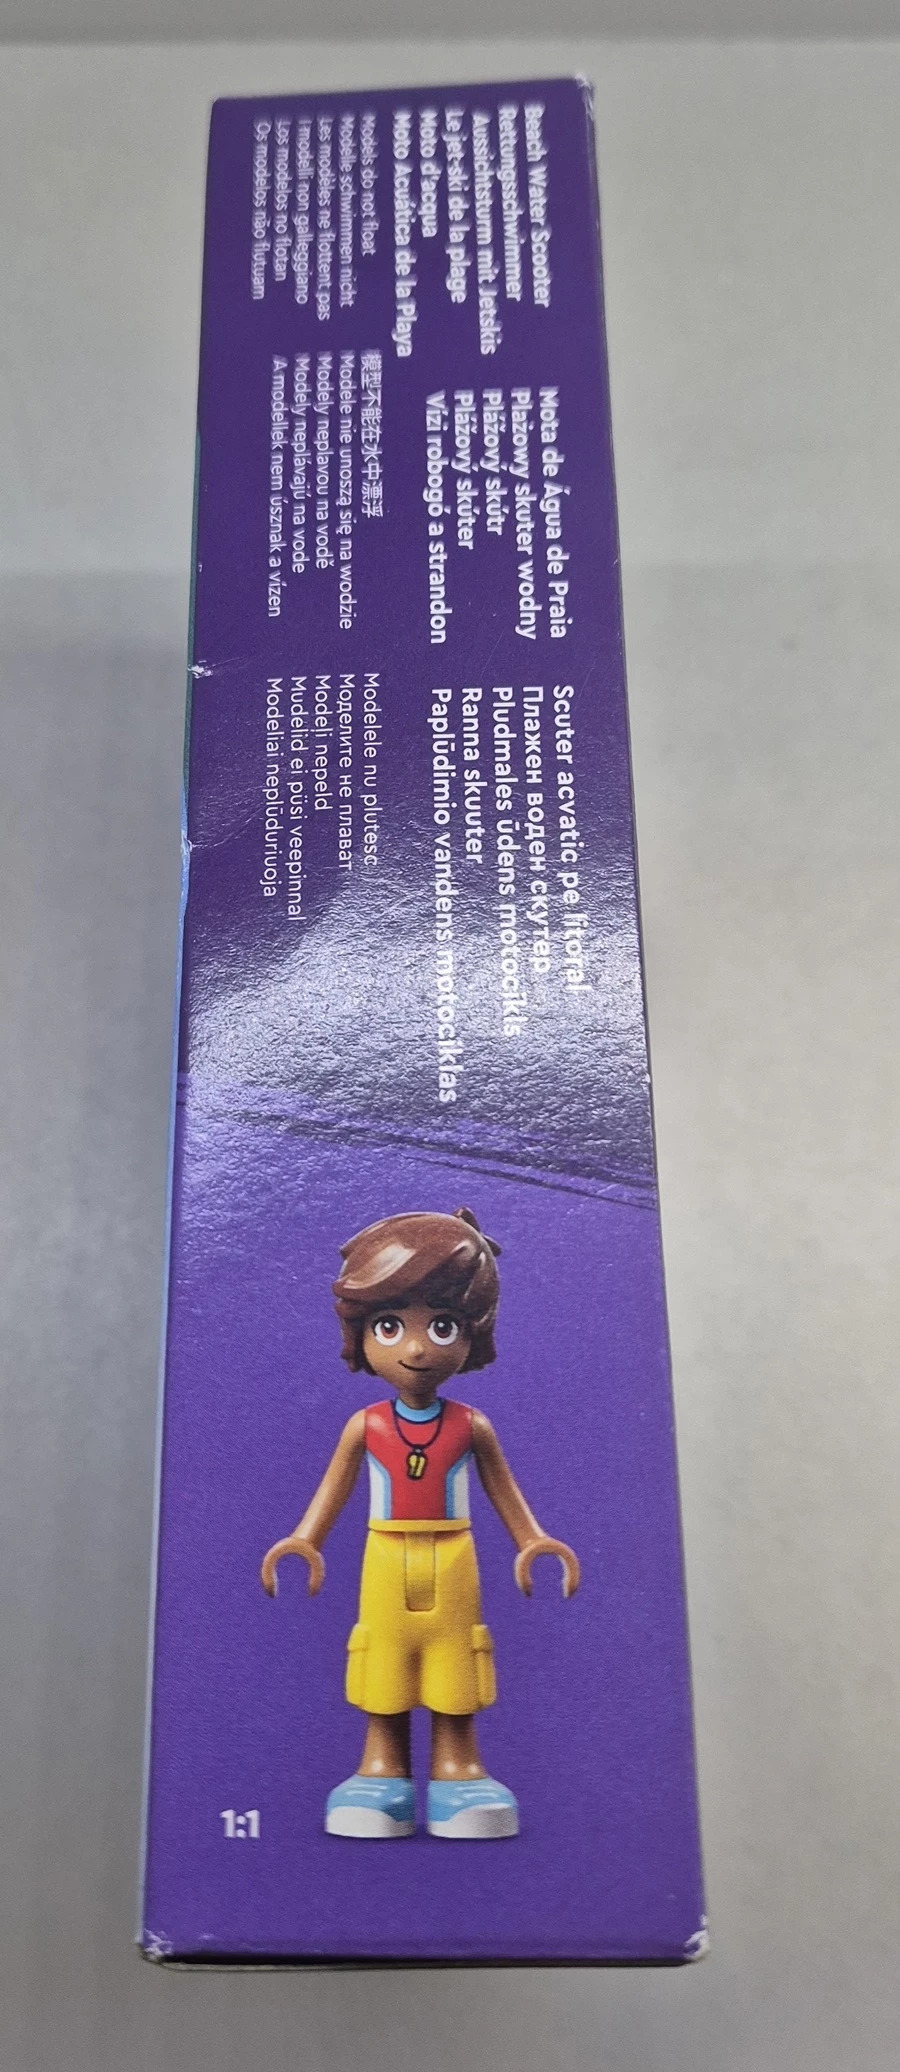 Beach Water Scooter
Rettungsschwimmer
Aussichtsturm mit Jetskis
Le jet-ski de la plage
Moto d'acqua
Moto Acuática de la Playa
Mota de Água de Praia
Plażowy skuter wodny
Plážový skútr
Plážový skúter
Vízi robogó a strandon
Scuter acvatic pe litoral
Плажен воден скутер
Pludmales ūdens motocikls
Ranna skuuter
Paplūdimio vandens motociklas
Models do not float
Modelle schwimmen nicht
Les modèles ne flottent pas
I modelli non galleggiano
Los modelos no flotan
Os modelos não flutuam
模型不能在水中漂浮
Modele nie unoszą się na wodzie
Modely neplavou na vodě
Modely neplávajú na vode
A modellek nem úsznak a vízen
Modelele nu plutesc
Моделите не плават
Modeļi nepeld
Mudelid ei püsi veepinnal
Modeliai neplūduriuoja
1:1